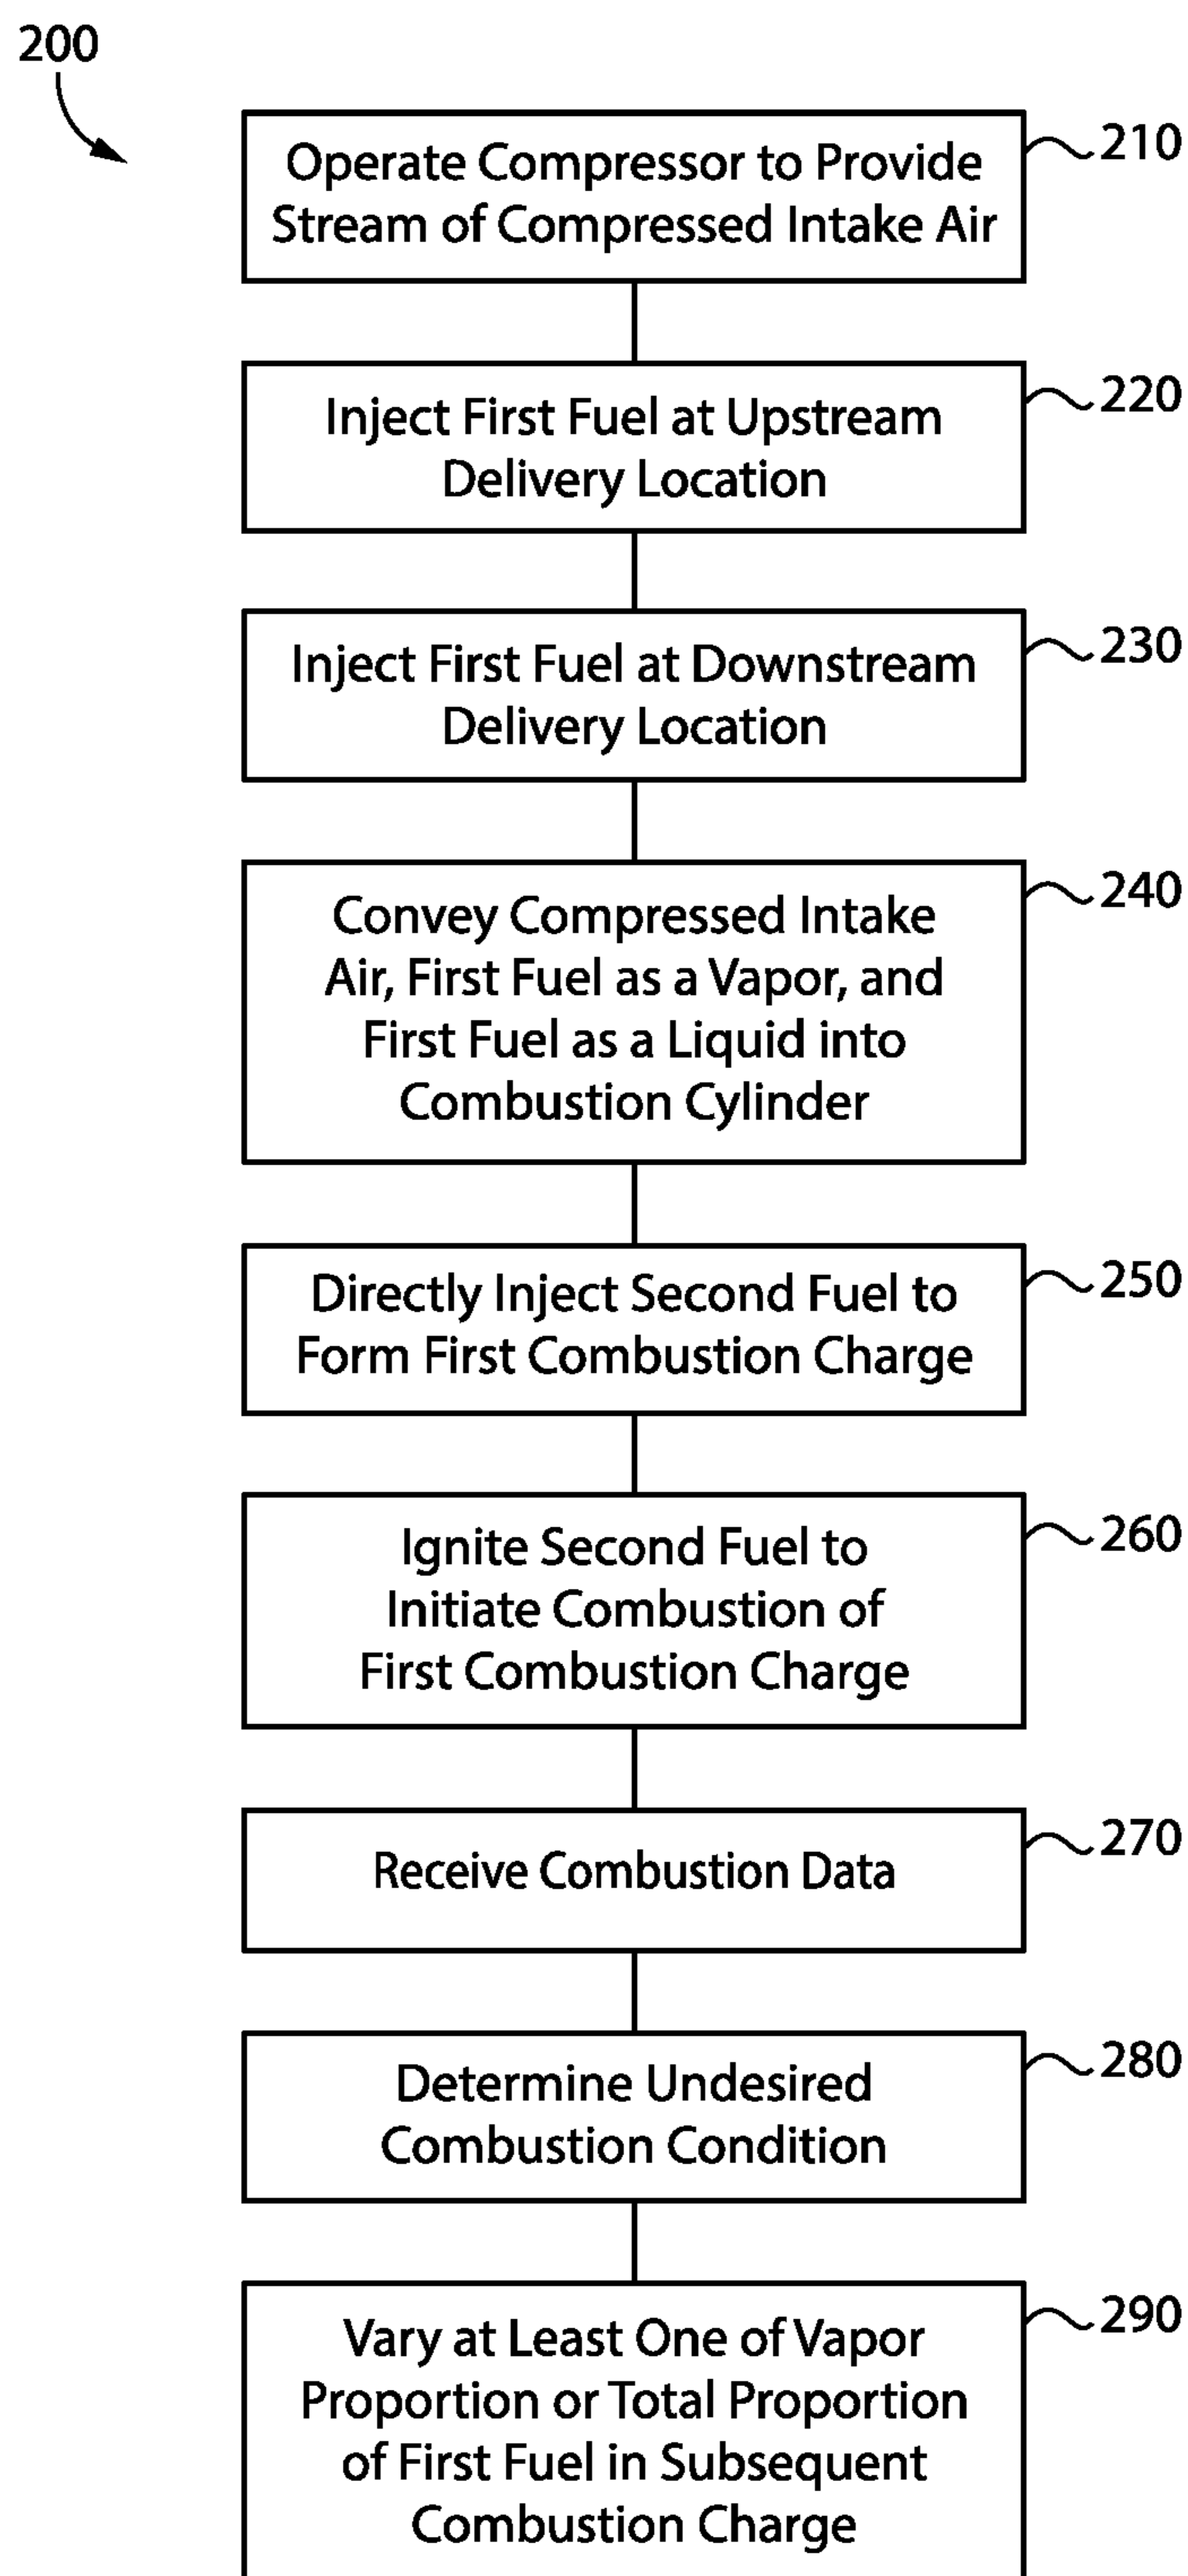 200
Operate Compressor to Provide
Stream of Compressed Intake Air
210
Inject First Fuel at Upstream
Delivery Location
220
Inject First Fuel at Downstream
Delivery Location
230
Convey Compressed Intake
Air, First Fuel as a Vapor, and
First Fuel as a Liquid into
Combustion Cylinder
240
Directly Inject Second Fuel to
Form First Combustion Charge
250
Ignite Second Fuel to
Initiate Combustion of
First Combustion Charge
260
Receive Combustion Data
270
Determine Undesired
Combustion Condition
280
Vary at Least One of Vapor
Proportion or Total Proportion
of First Fuel in Subsequent
Combustion Charge
290